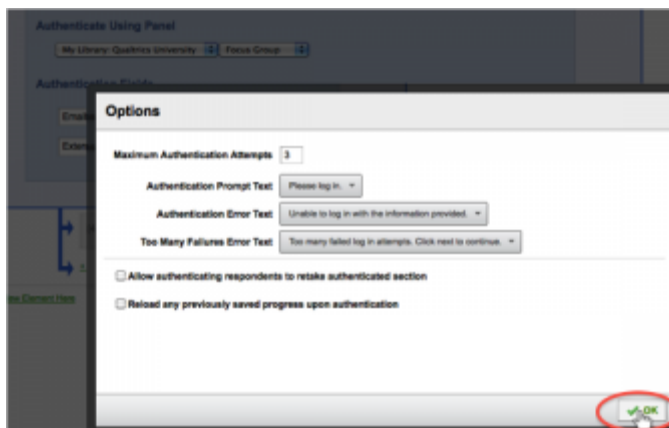 Authenticate Using Panel
My Library: Qualtrics University Focus Group
Authentication Fields
Options
Maximum Authentication Attempts 3
Authentication Prompt Text Please log in.
Authentication Error Text Unable to log in with the information provided.
Too Many Failures Error Text Too many failed log in attempts. Click next to continue.
Allow authenticating respondents to retake authenticated section
Reload any previously saved progress upon authentication
Element Here
OK